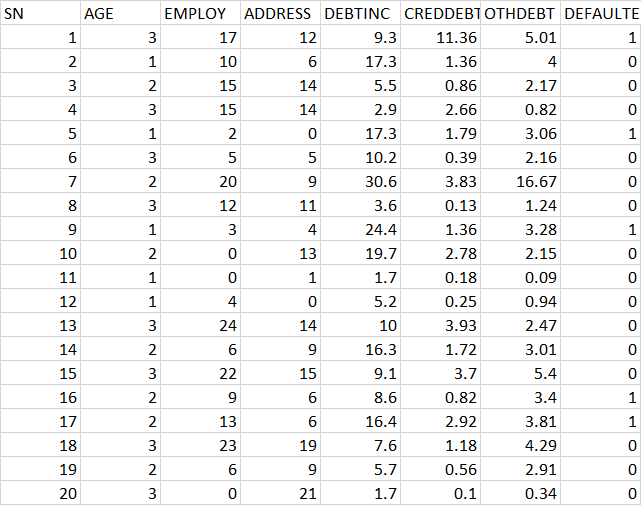 SN AGE EMPLOY ADDRESS DEBTINC CREDDEBT OTHDEBT DEFAULTE
1 3 17 12 9.3 11.36 5.01 1
2 1 10 6 17.3 1.36 4 0
3 2 15 14 5.5 0.86 2.17 0
4 3 15 14 2.9 2.66 0.82 0
5 1 2 0 17.3 1.79 3.06 1
6 3 5 5 10.2 0.39 2.16 0
7 2 20 9 30.6 3.83 16.67 0
8 3 12 11 3.6 0.13 1.24 0
9 1 3 4 24.4 1.36 3.28 1
10 2 0 13 19.7 2.78 2.15 0
11 1 0 1 1.7 0.18 0.09 0
12 1 4 0 5.2 0.25 0.94 0
13 3 24 14 10 3.93 2.47 0
14 2 6 9 16.3 1.72 3.01 0
15 3 22 15 9.1 3.7 5.4 0
16 2 9 6 8.6 0.82 3.4 1
17 2 13 6 16.4 2.92 3.81 1
18 3 23 19 7.6 1.18 4.29 0
19 2 6 9 5.7 0.56 2.91 0
20 3 0 21 1.7 0.1 0.34 0